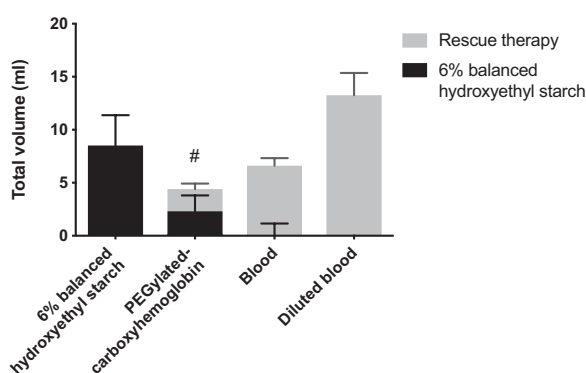 20
15
10
5
0
Total volume (ml)
#
6% balanced
hydroxyethyl starch
PEGylated-
carboxyhemoglobin
Blood
Diluted blood
Rescue therapy
6% balanced
hydroxyethyl starch